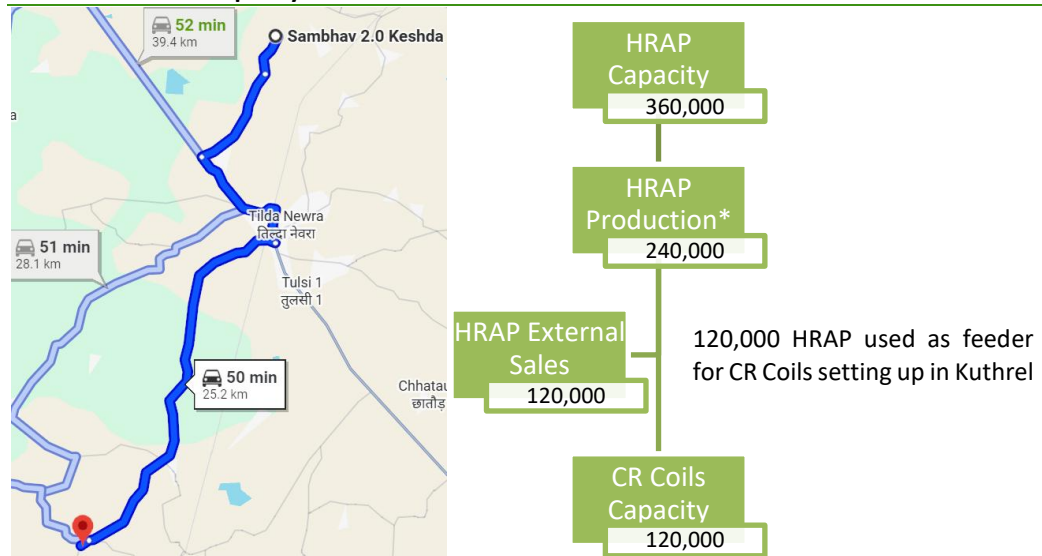 52 min
39.4 km
Sambhav 2.0 Keshda
a
Tilda Newra
तिल्दा नेवरा
51 min
28.1 km
Tulsi 1
तुलसी 1
50 min
25.2 km
Chhatau
छातौड़
HRAP
Capacity
360,000
HRAP
Production*
240,000
HRAP External
Sales
120,000
120,000 HRAP used as feeder
for CR Coils setting up in Kuthrel
CR Coils
Capacity
120,000